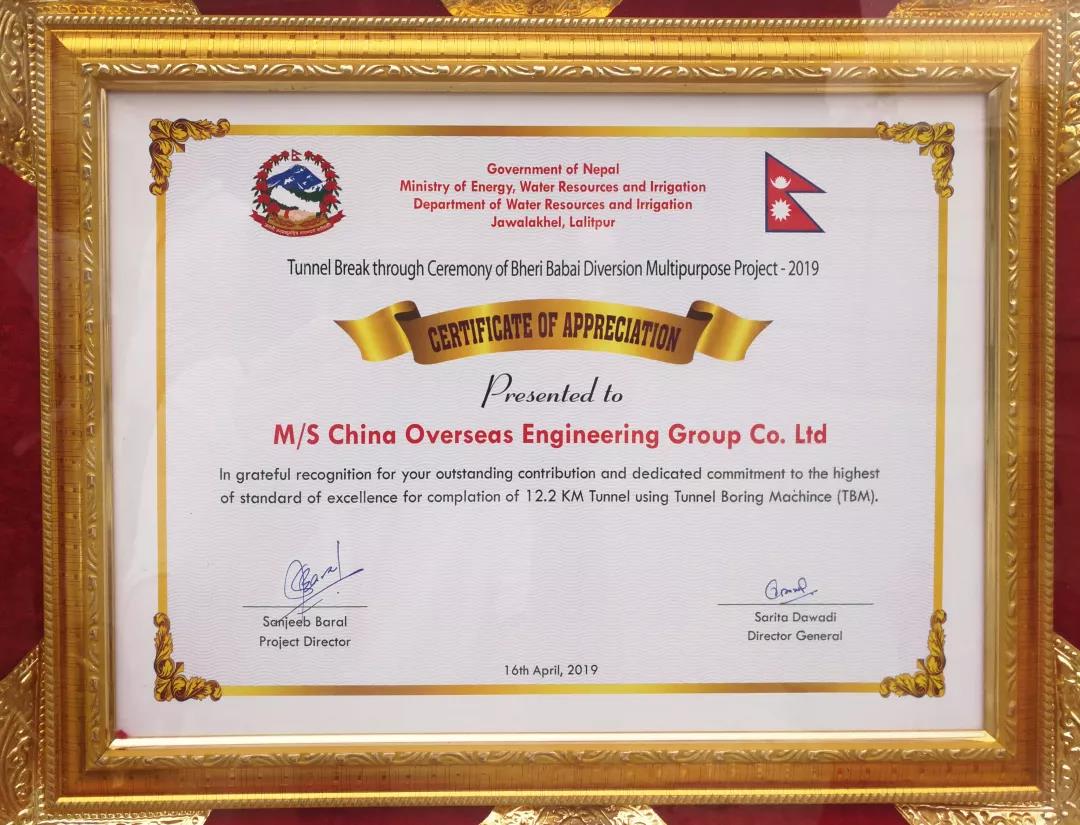 Government of Nepal
Ministry of Energy, Water Resources and Irrigation
Department of Water Resources and Irrigation
Jawalakhel, Lalitpur
Tunnel Break through Ceremony of Bheri Babai Diversion Multipurpose Project - 2019
CERTIFICATE OF APPRECIATION
Presented to
M/S China Overseas Engineering Group Co. Ltd
In grateful recognition for your outstanding contribution and dedicated commitment to the highest
of standard of excellence for complation of 12.2 KM Tunnel using Tunnel Boring Machince (TBM).
Sanjeeb Baral
Project Director
Sarita Dawadi
Director General
16th April, 2019